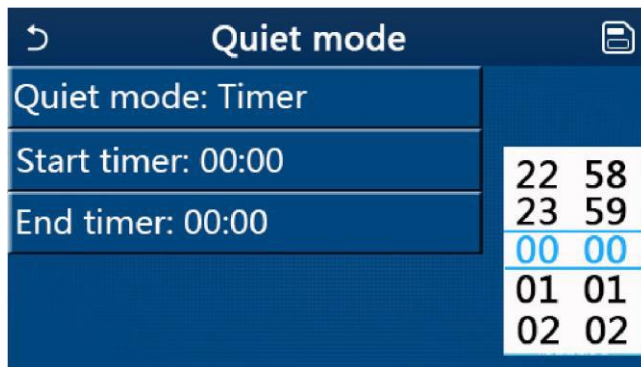 Quiet mode
Quiet mode: Timer
Start timer: 00:00
End timer: 00:00
22 58
23 59
00 00
01 01
02 02